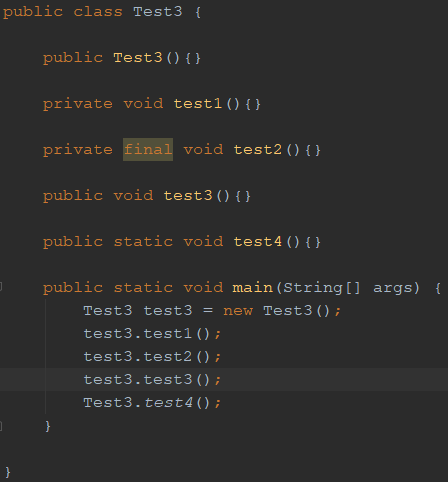 public class Test3 {
public Test3(){}
private void test1(){}
private final void test2(){}
public void test3(){}
public static void test4(){}
public static void main(String[] args) {
Test3 test3 = new Test3();
test3.test1();
test3.test2();
test3.test3();
Test3.test4();
}
}